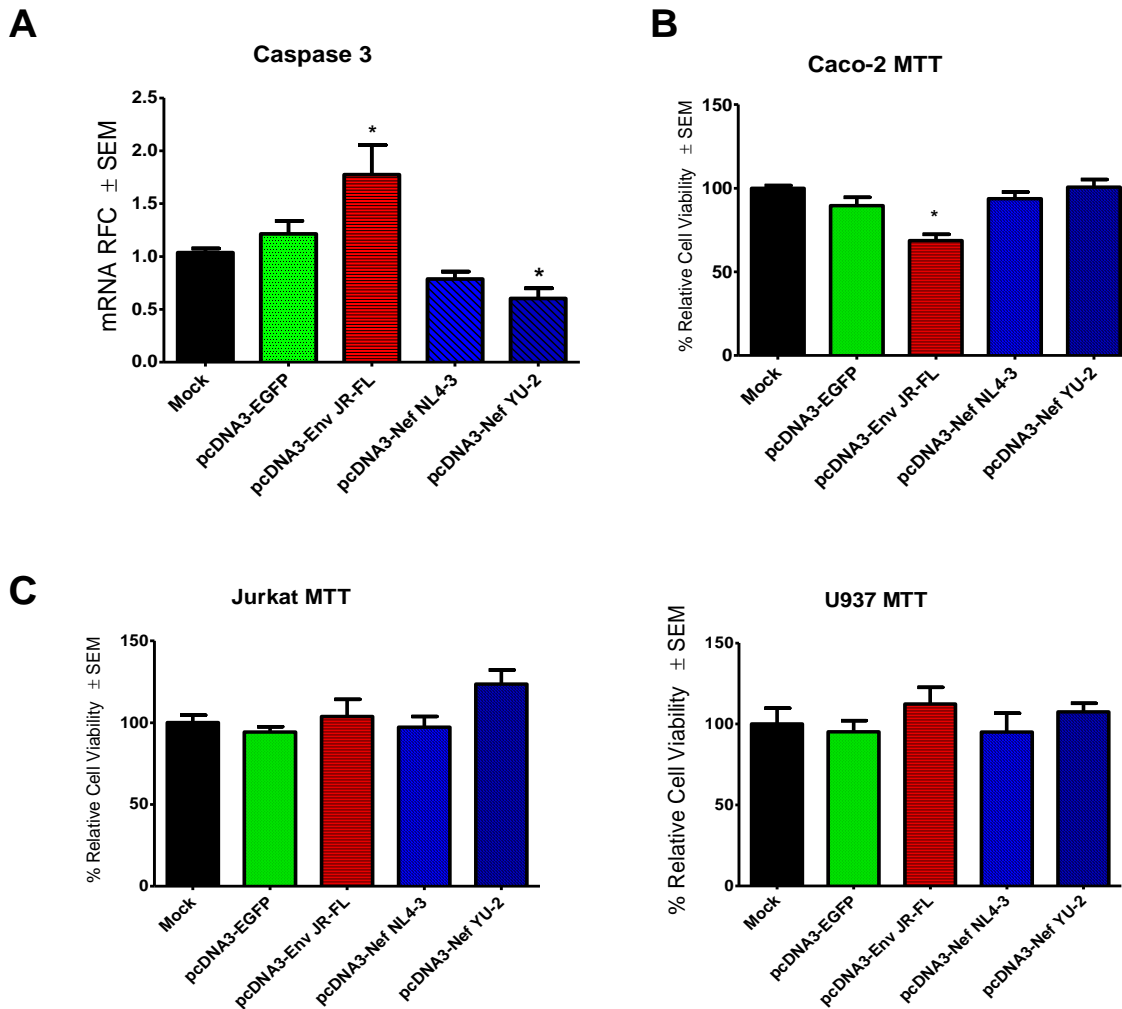 A
Caspase 3
mRNA RFC ± SEM
2.5
2.0
1.5
1.0
0.5
0.0
*
*
Mock
pcDNA3-EGFP
pcDNA3-Env JR-FL
pcDNA3-Nef NL4-3
pcDNA3-Nef YU-2
B
Caco-2 MTT
% Relative Cell Viability ± SEM
150
100
50
0
*
Mock
pcDNA3-EGFP
pcDNA3-Env JR-FL
pcDNA3-Nef NL4-3
pcDNA3-Nef YU-2
C
Jurkat MTT
% Relative Cell Viability ± SEM
150
100
50
0
Mock
pcDNA3-EGFP
pcDNA3-Env JR-FL
pcDNA3-Nef NL4-3
pcDNA3-Nef YU-2
U937 MTT
% Relative Cell Viability ± SEM
150
100
50
0
Mock
pcDNA3-EGFP
pcDNA3-Env JR-FL
pcDNA3-Nef NL4-3
pcDNA3-Nef YU-2